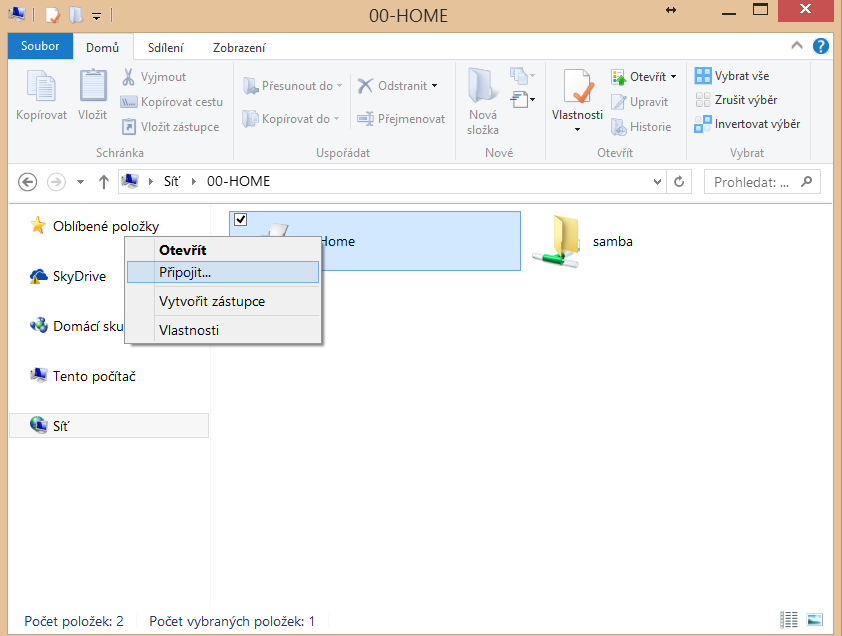 00-HOME
Soubor
Domů
Sdílení
Zobrazení
Kopírovat
Vložit
Vyjmout
Kopírovat cestu
Vložit zástupce
Schránka
Přesunout do
Kopírovat do
Odstranit
Přejmenovat
Uspořádat
Nová
složka
Nové
Vlastnosti
Otevřít
Upravit
Historie
Otevřít
Vybrat vše
Zrušit výběr
Invertovat výběr
Vybrat
Síť
00-HOME
Prohledat: ...
Oblíbené položky
SkyDrive
Domácí sku
Tento počítač
Síť
Home
samba
Otevřít
Připojit...
Vytvořit zástupce
Vlastnosti
Počet položek: 2
Počet vybraných položek: 1